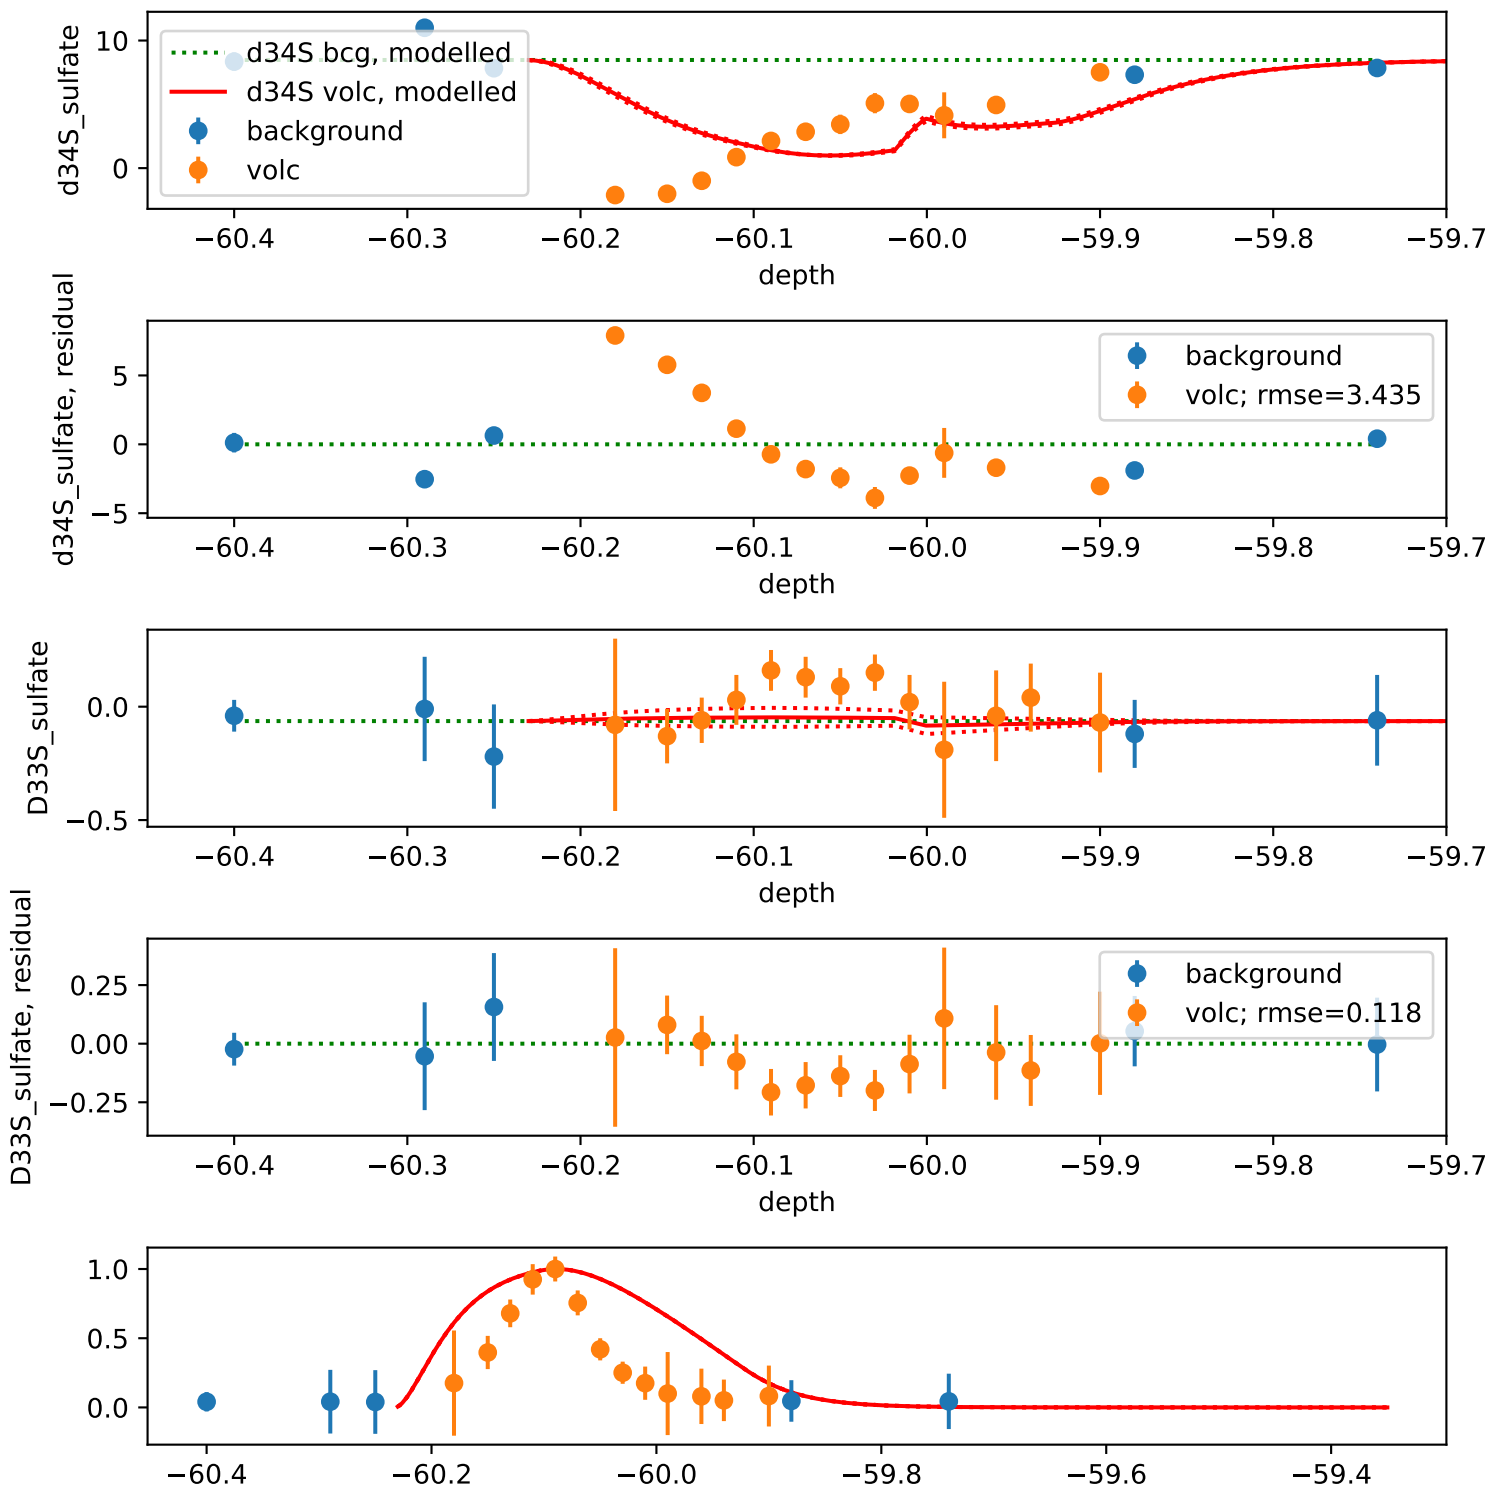 d34S_sulfate
10
0
d34S bcg, modelled
d34S volc, modelled
background
volc
−60.4 −60.3 −60.2 −60.1 −60.0 −59.9 −59.8 −59.7
depth
d34S_sulfate, residual
5
0
−5
background
volc; rmse=3.435
−60.4 −60.3 −60.2 −60.1 −60.0 −59.9 −59.8 −59.7
depth
D33S_sulfate
0.0
−0.5
−60.4 −60.3 −60.2 −60.1 −60.0 −59.9 −59.8 −59.7
depth
D33S_sulfate, residual
0.25
0.00
−0.25
background
volc; rmse=0.118
−60.4 −60.3 −60.2 −60.1 −60.0 −59.9 −59.8 −59.7
depth
1.0
0.5
0.0
−60.4 −60.2 −60.0 −59.8 −59.6 −59.4